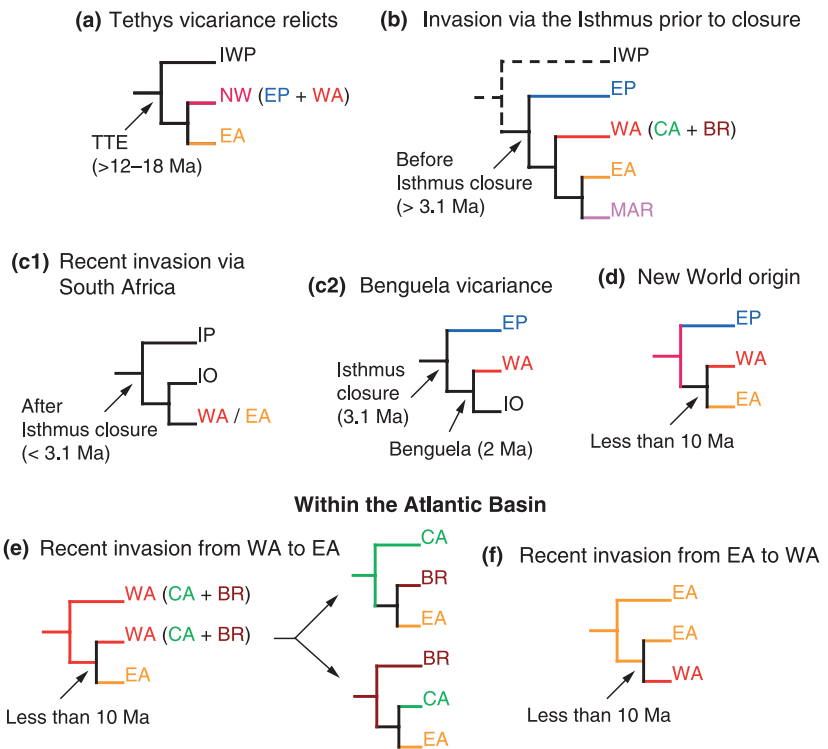 (a) Tethys vicariance relicts
IWP
NW (EP + WA)
EA
TTE
(>12–18 Ma)
(b) Invasion via the Isthmus prior to closure
IWP
EP
WA (CA + BR)
EA
MAR
Before
Isthmus closure
(> 3.1 Ma)
(c1) Recent invasion via
South Africa
IP
IO
WA / EA
After
Isthmus closure
(< 3.1 Ma)
(c2) Benguela vicariance
EP
WA
IO
Isthmus
closure
(3.1 Ma)
Benguela (2 Ma)
(d) New World origin
EP
WA
EA
Less than 10 Ma
Within the Atlantic Basin
(e) Recent invasion from WA to EA
WA (CA + BR)
WA (CA + BR)
EA
Less than 10 Ma
CA
BR
EA
BR
CA
EA
(f) Recent invasion from EA to WA
EA
EA
WA
Less than 10 Ma